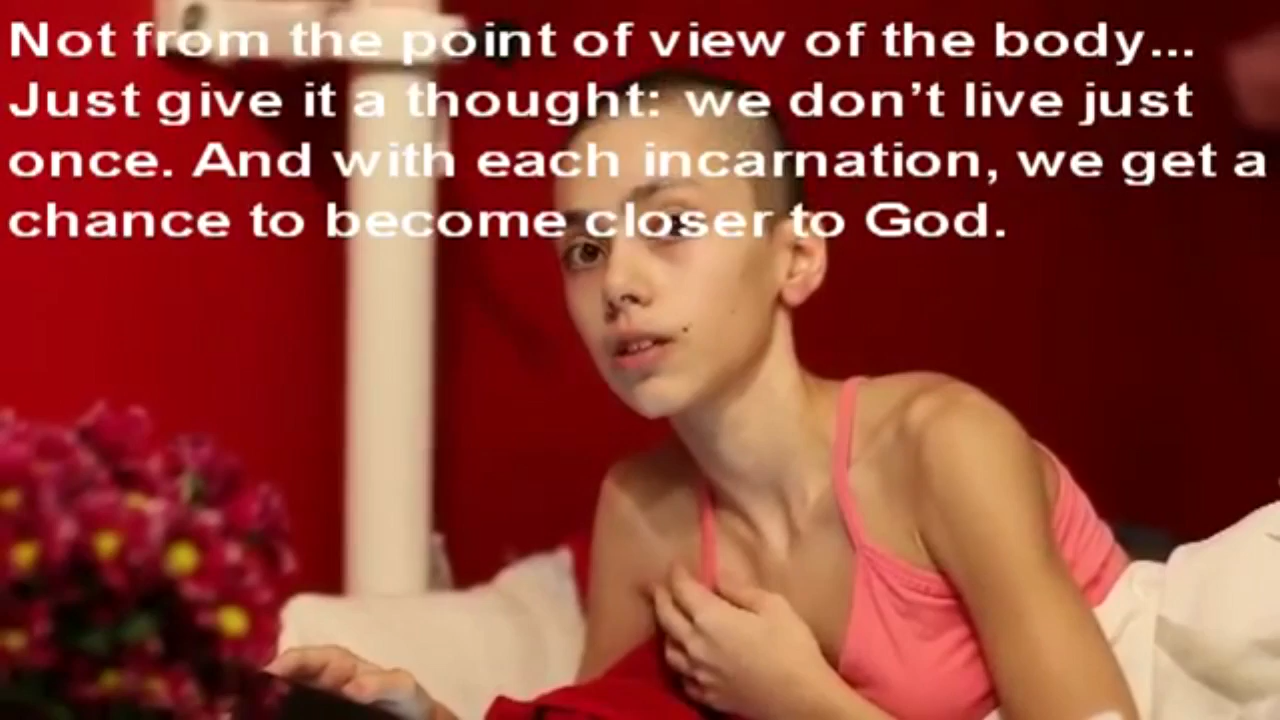 Not from the point of view of the body...
Just give it a thought: we don’t live just
once. And with each incarnation, we get a
chance to become closer to God.